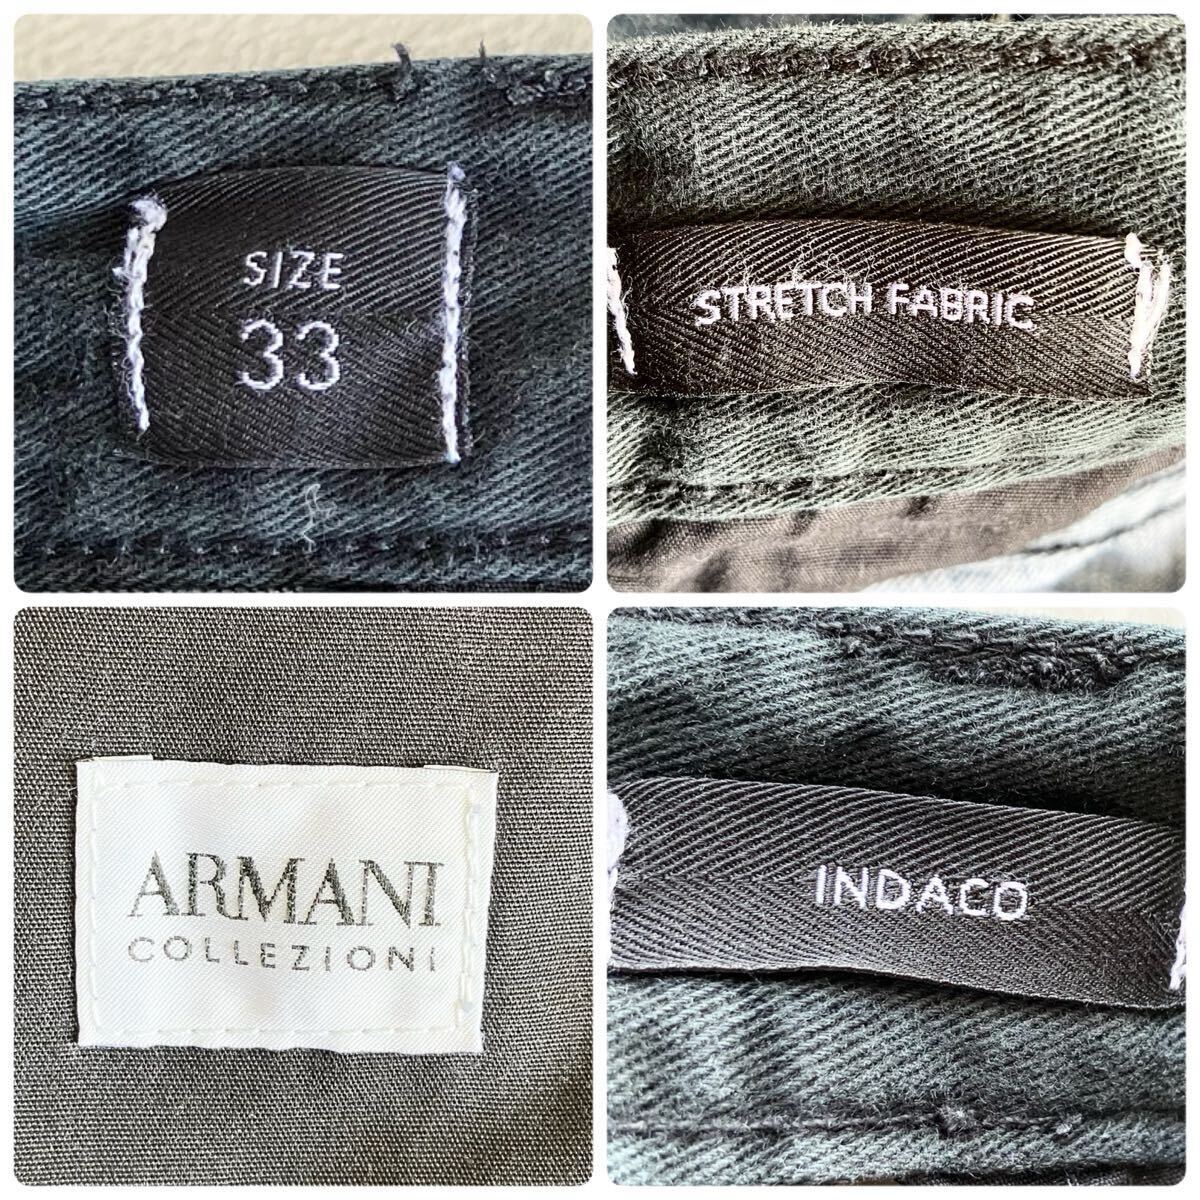 SIZE
33
STRETCH FABRIC
ARMANI
COLLEZIONI
INDACO